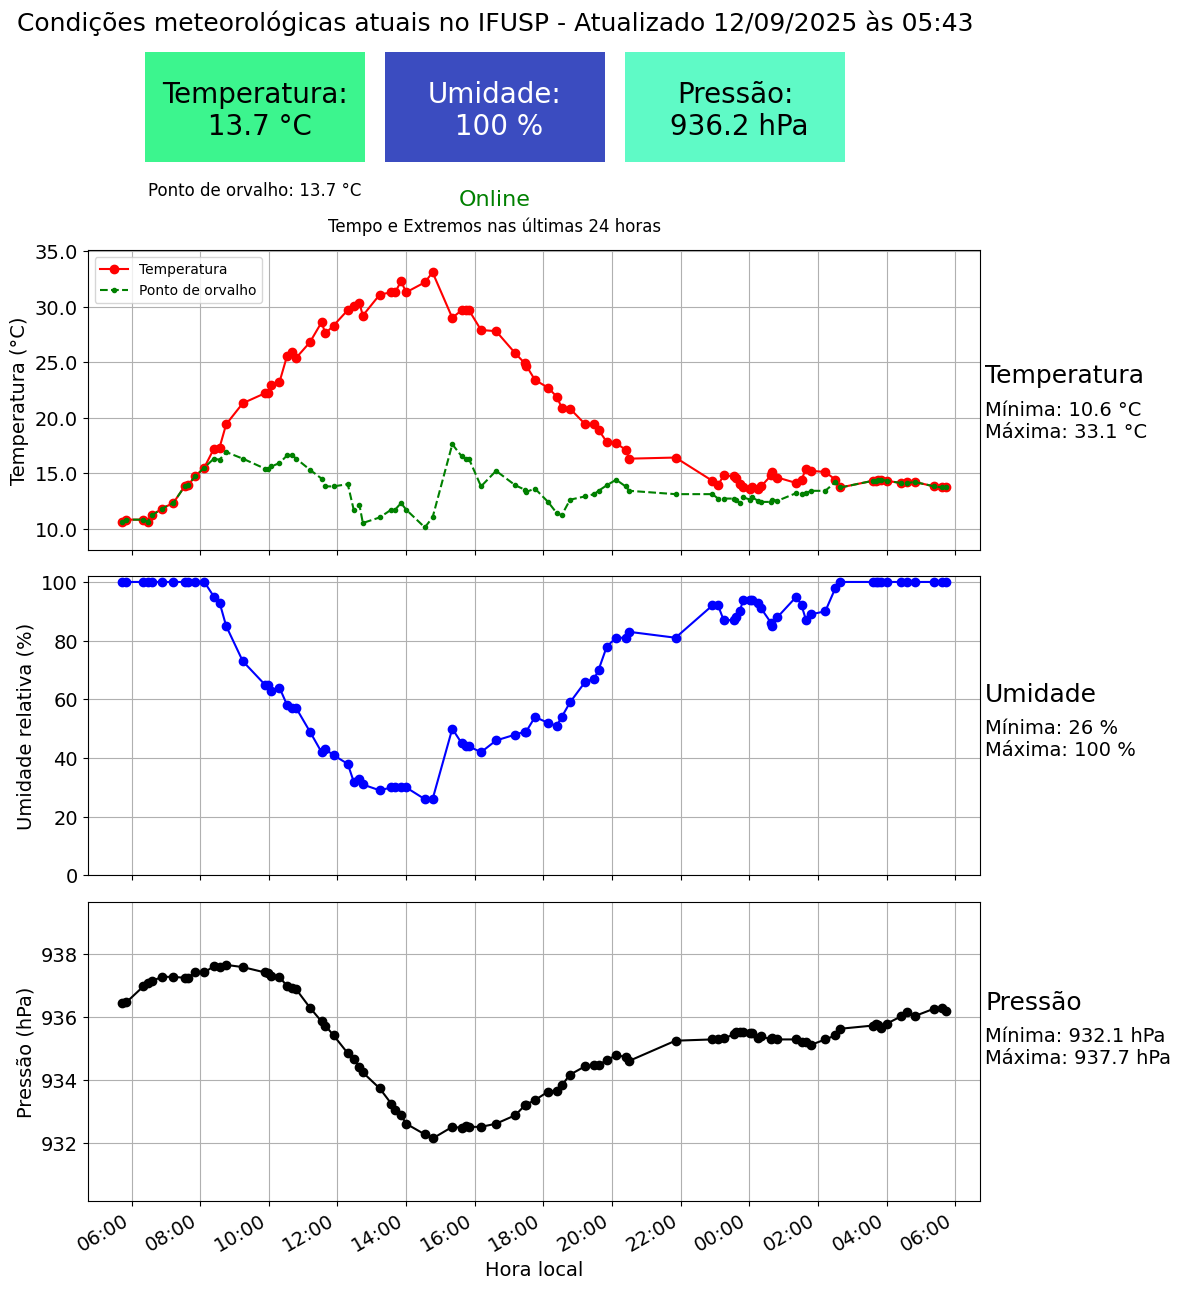 Condições meteorológicas atuais no IFUSP - Atualizado 12/09/2025 às 05:43
Temperatura:
13.7 °C
Umidade:
100 %
Pressão:
936.2 hPa
Ponto de orvalho: 13.7 °C
Online
Tempo e Extremos nas últimas 24 horas
35.0
30.0
25.0
20.0
15.0
10.0
Temperatura (°C)
Temperatura
Ponto de orvalho
Temperatura
Mínima: 10.6 °C
Máxima: 33.1 °C
100
80
60
40
20
0
Umidade relativa (%)
Umidade
Mínima: 26 %
Máxima: 100 %
938
936
934
932
Pressão (hPa)
Pressão
Mínima: 932.1 hPa
Máxima: 937.7 hPa
06:00 08:00 10:00 12:00 14:00 16:00 18:00 20:00 22:00 00:00 02:00 04:00 06:00
Hora local